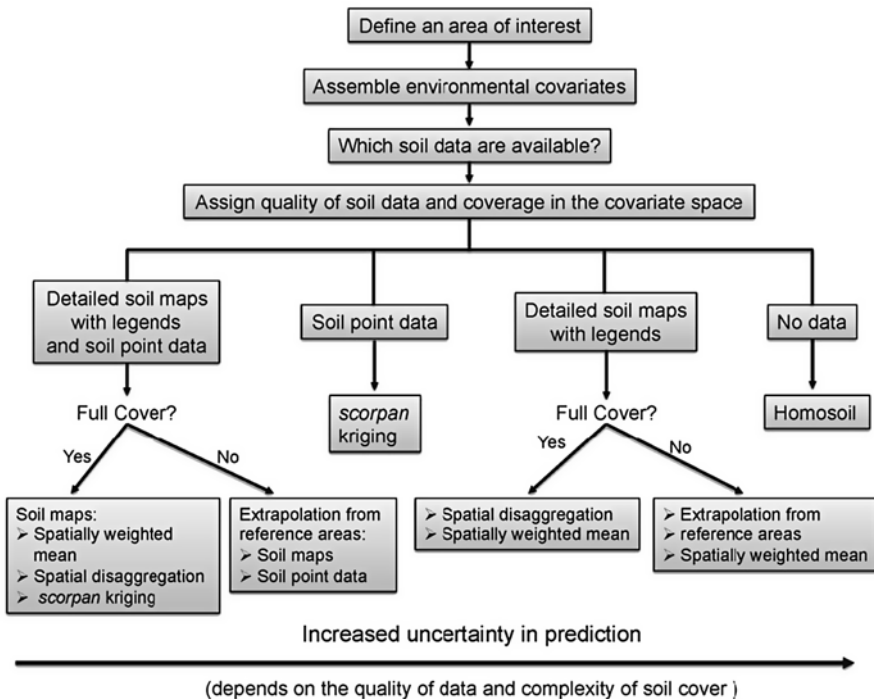 Define an area of interest
Assemble environmental covariates
Which soil data are available?
Assign quality of soil data and coverage in the covariate space
Detailed soil maps
with legends
and soil point data
Soil point data
Detailed soil maps
with legends
No data
Full Cover?
scorpan
kriging
Full Cover?
Homosoil
Yes
No
Yes
No
Soil maps:
➢ Spatially weighted
mean
➢ Spatial disaggregation
➢ scorpan kriging
Extrapolation from
reference areas:
➢ Soil maps
➢ Soil point data
➢ Spatial disaggregation
➢ Spatially weighted mean
➢ Extrapolation from
➢ reference areas
➢ Spatially weighted mean
Increased uncertainty in prediction
(depends on the quality of data and complexity of soil cover )